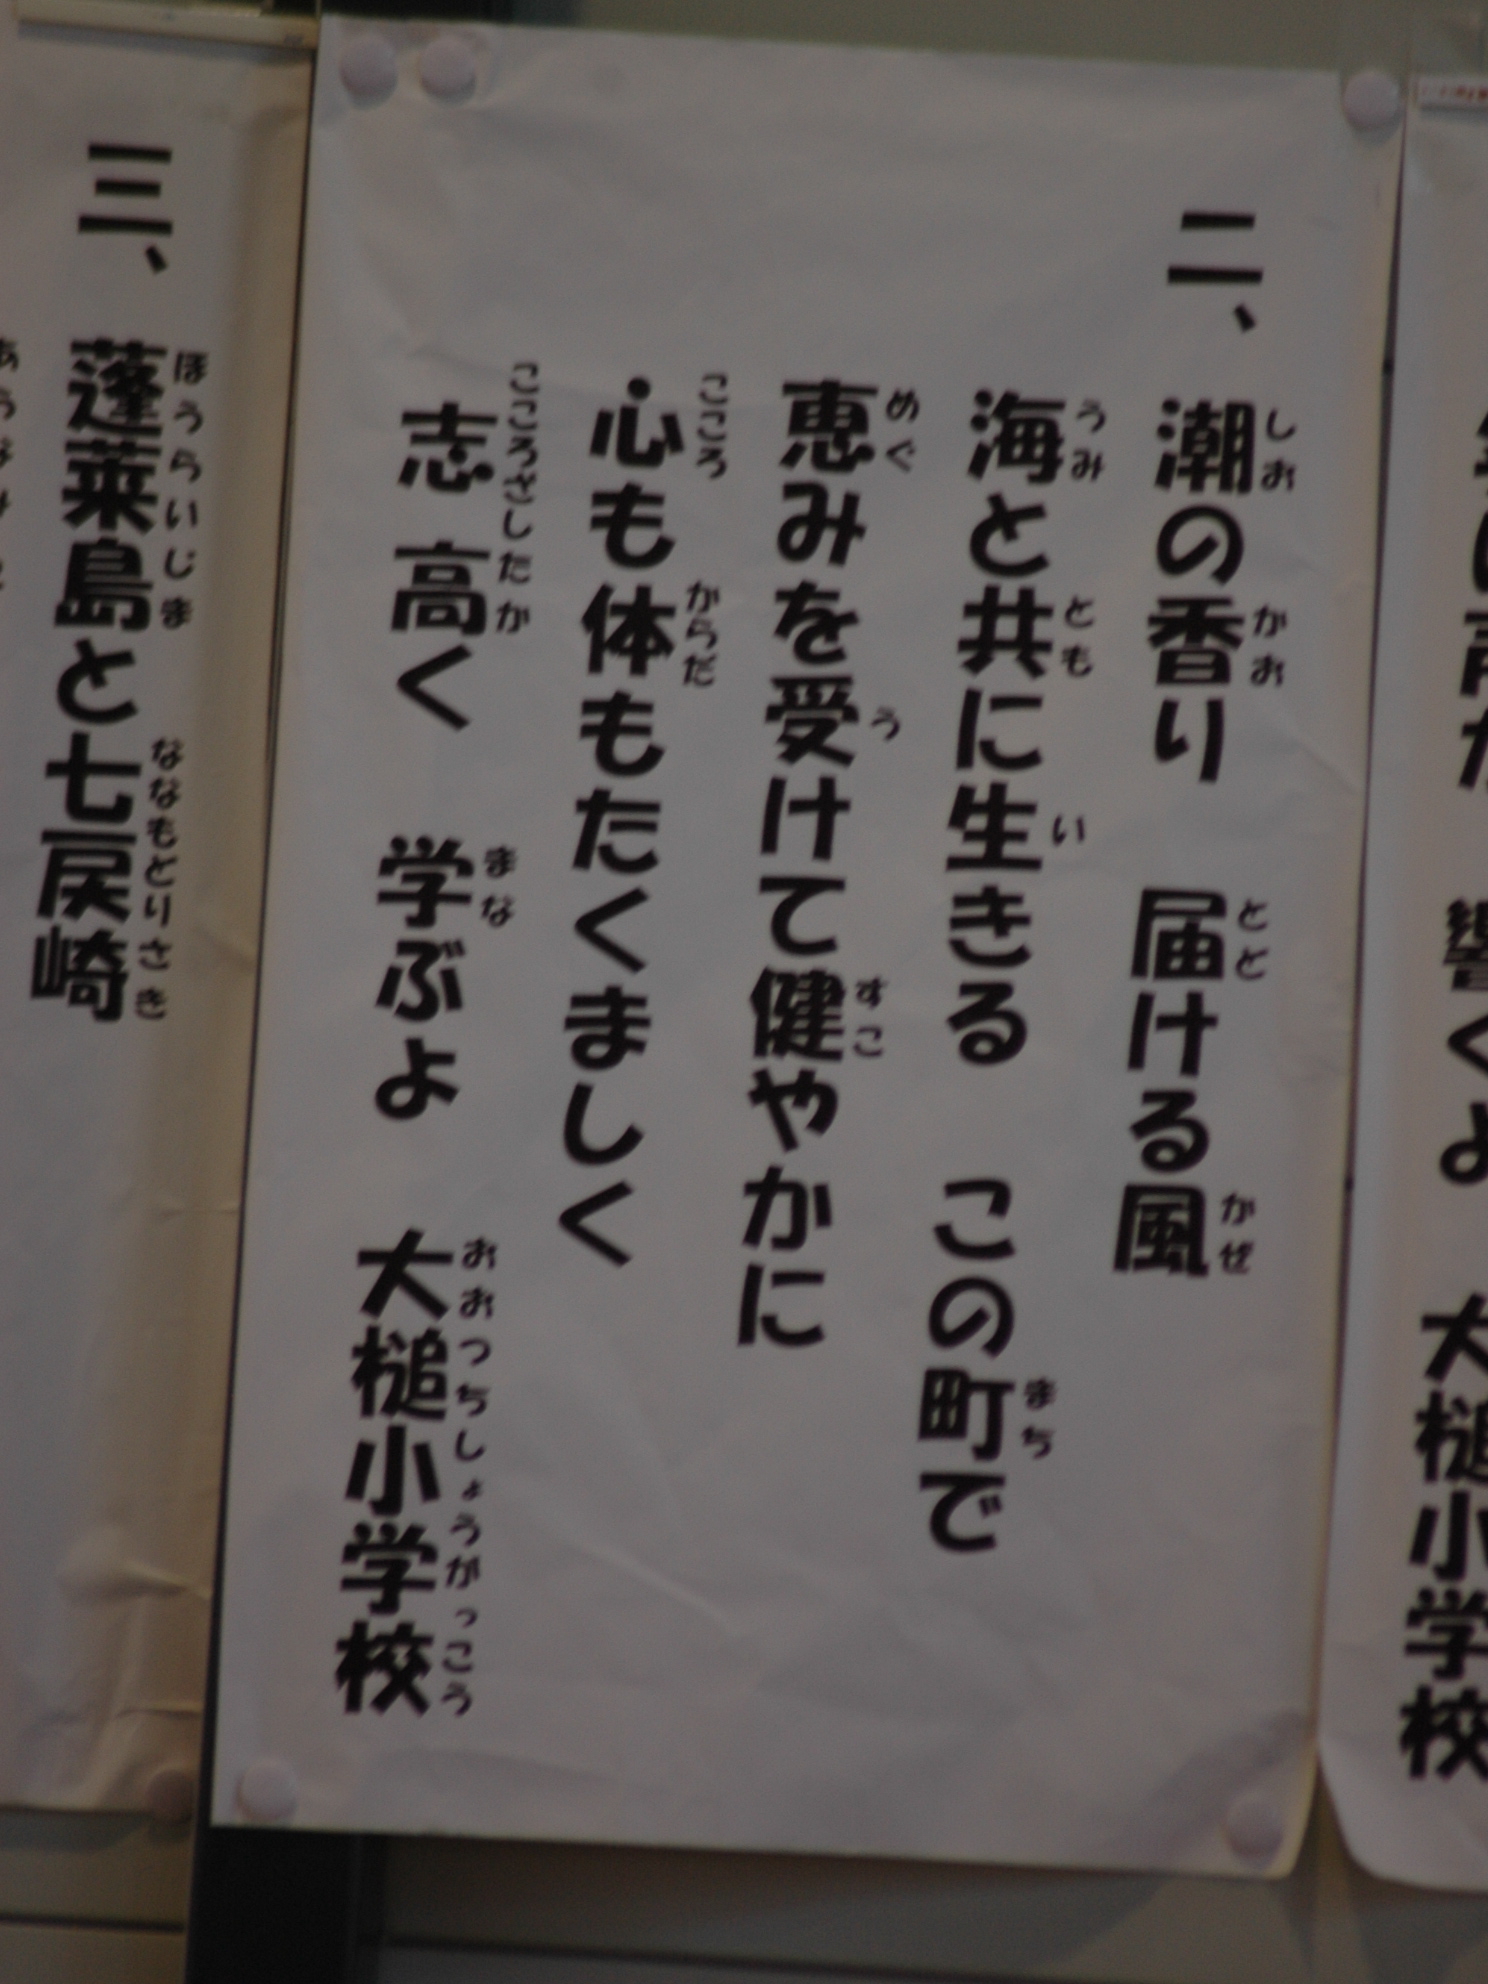 響くよ 大槌小学校
二、潮の香り 届ける風
海と共に生きる この町で
恵みを受けて健やかに
心も体もたくましく
志高く 学ぶよ 大槌小学校
三、蓬莱島と七戻崎